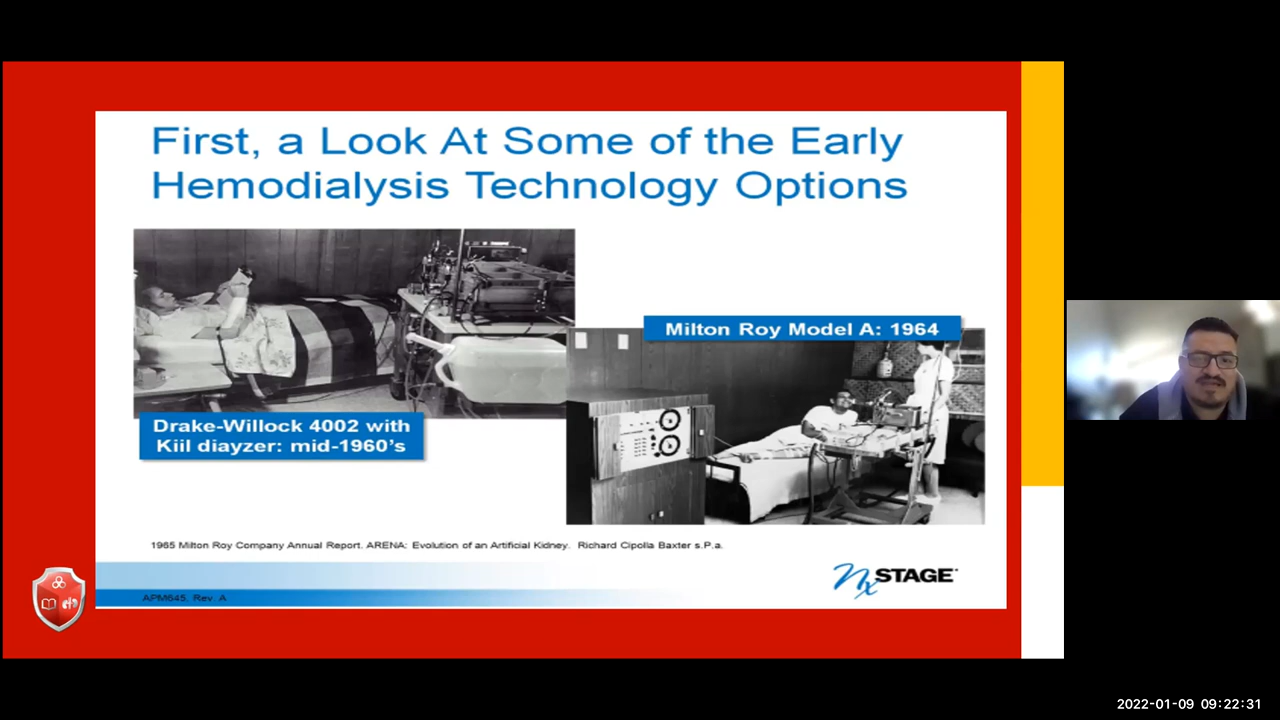 First, a Look At Some of the Early
Hemodialysis Technology Options
Milton Roy Model A: 1964
Drake-Willock 4002 with
Kiil diayzer: mid-1960's
1965 Milton Roy Company Annual Report. ARENA: Evolution of an Artificial Kidney. Richard Cipolla Baxter s.P.a.
NxSTAGE
APM645. Rev. A
2022-01-09 09:22:31